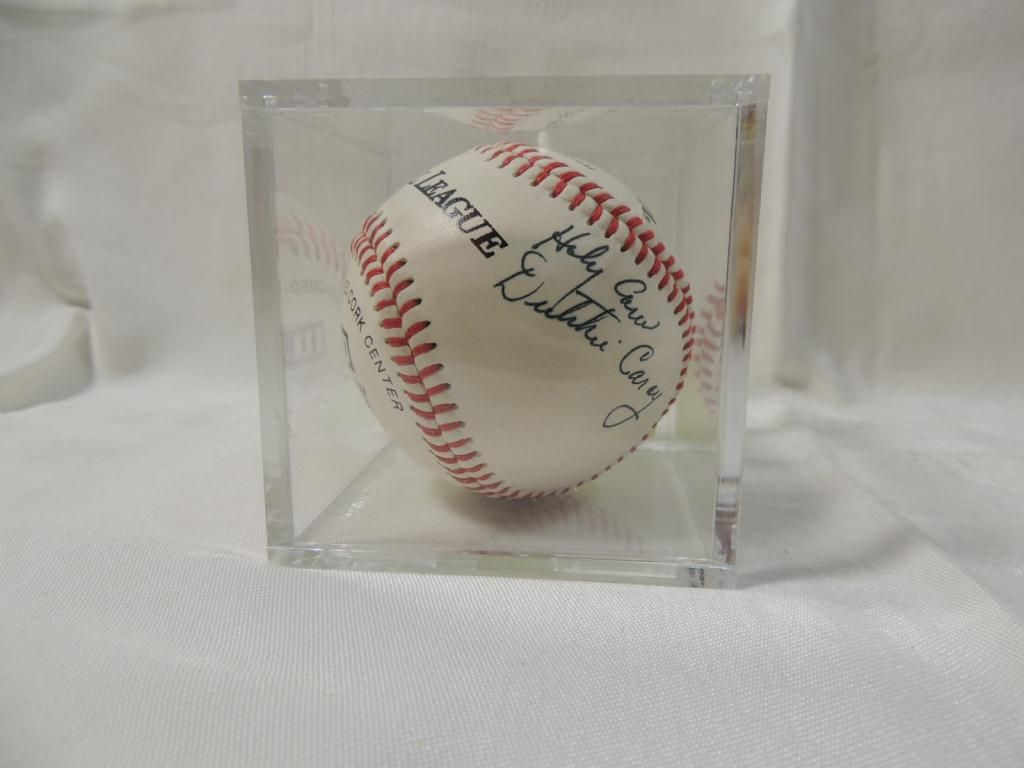 LEAGUE
Holy Cow
"Dutchie" Caray
CORK CENTER